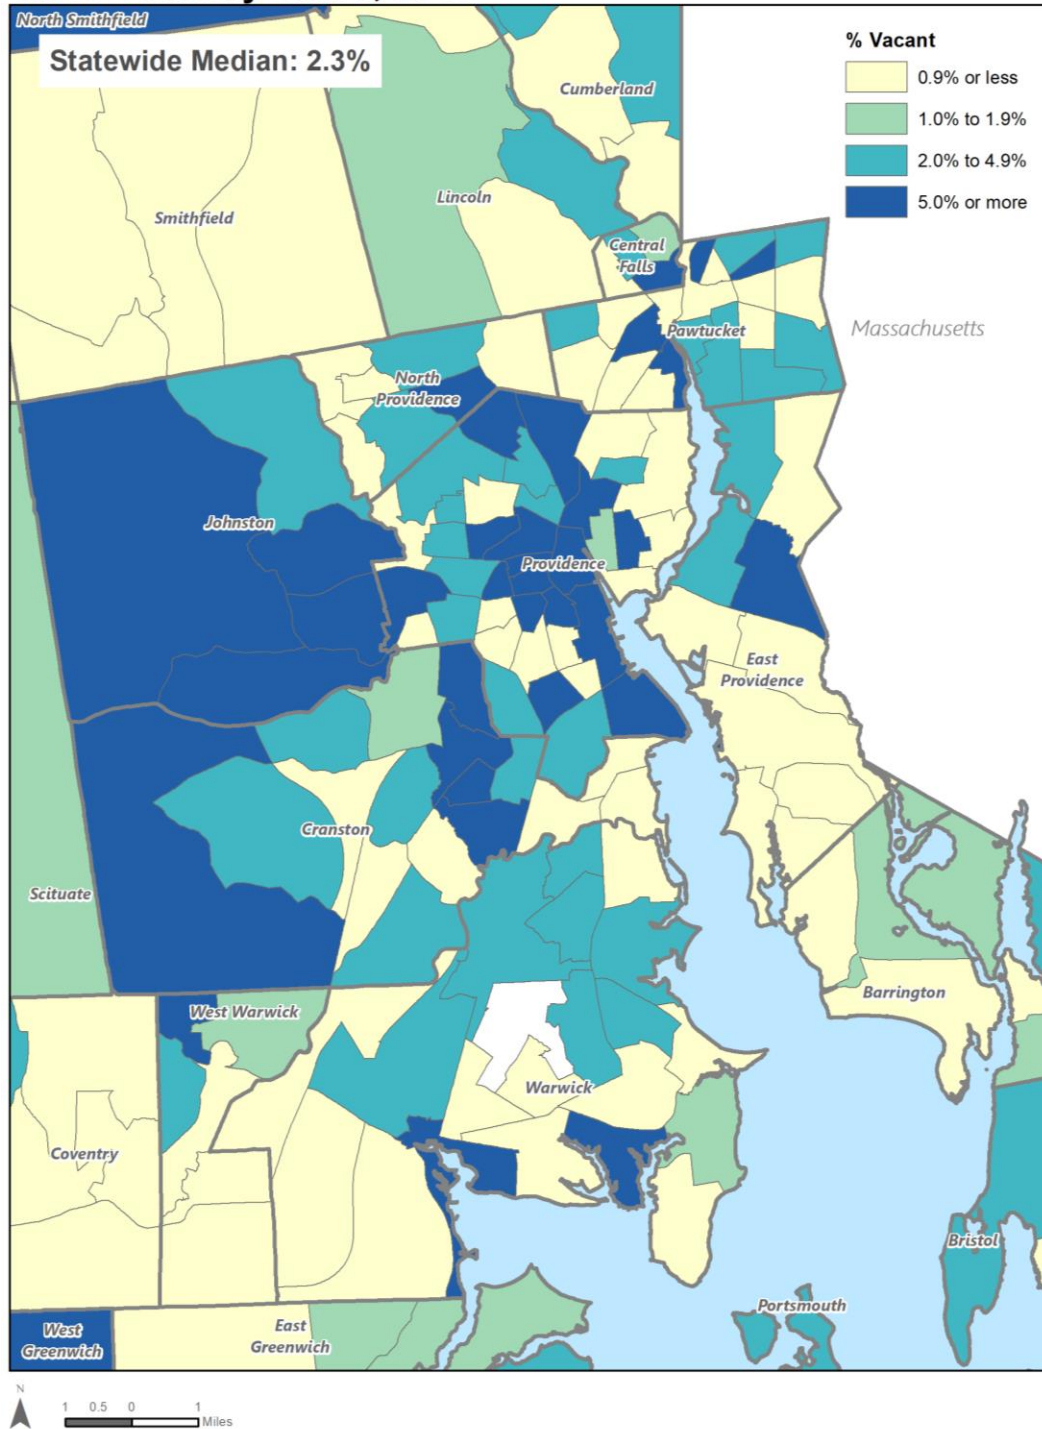 North Smithfield
Statewide Median: 2.3%
% Vacant
0.9% or less
1.0% to 1.9%
2.0% to 4.9%
5.0% or more
Cumberland
Lincoln
Smithfield
Central
Falls
Pawtucket
Massachusetts
North
Providence
Johnston
Providence
East
Providence
Cranston
Scituate
Barrington
West Warwick
Warwick
Coventry
Bristol
Portsmouth
West
Greenwich
East
Greenwich
N
1 0.5 0 1
Miles